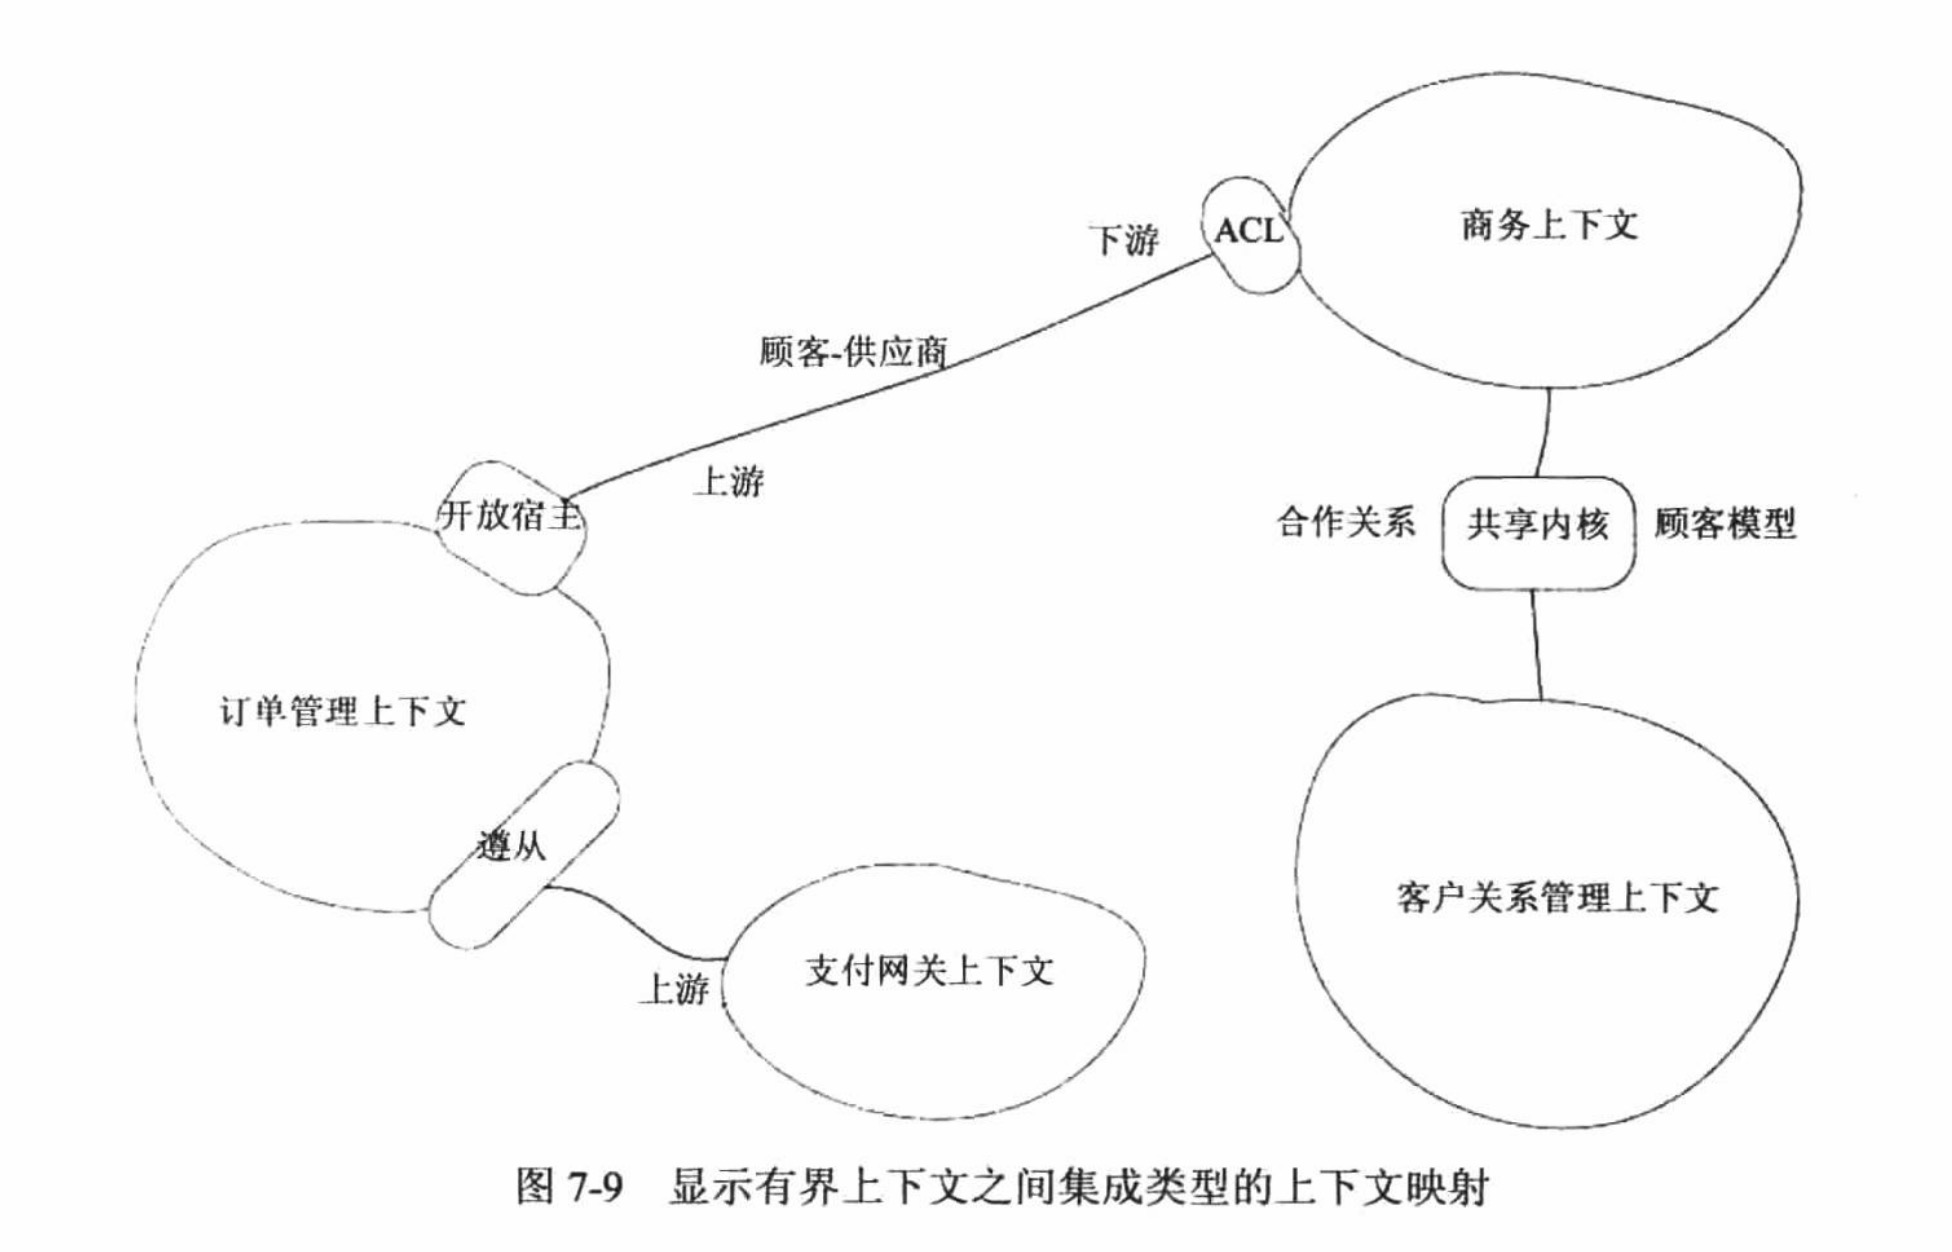 商务上下文
ACL
下游
顾客-供应商
上游
开放宿主
合作关系
共享内核
顾客模型
订单管理上下文
遵从
客户关系管理上下文
支付网关上下文
上游
图 7-9 显示有界上下文之间集成类型的上下文映射